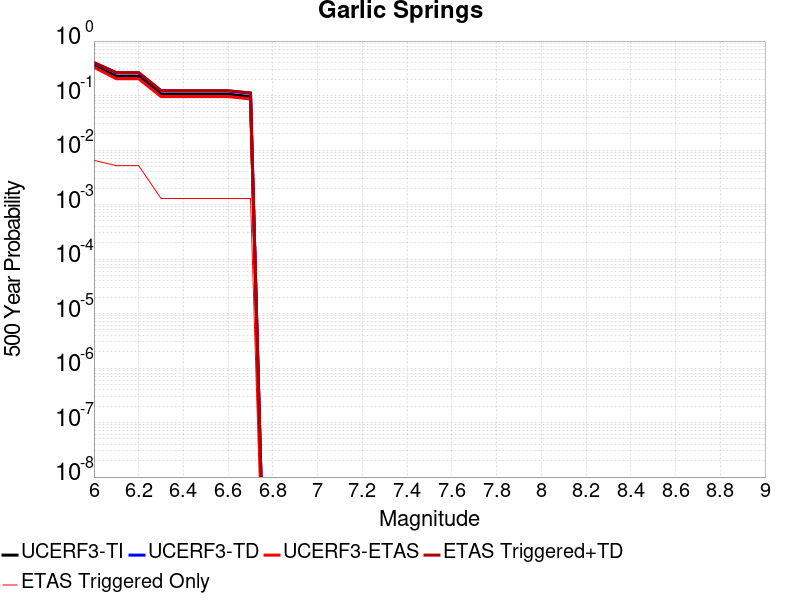 Garlic Springs
10^0
10^-1
10^-2
10^-3
10^-4
10^-5
10^-6
10^-7
10^-8
500 Year Probability
6 6.2 6.4 6.6 6.8 7 7.2 7.4 7.6 7.8 8 8.2 8.4 8.6 8.8 9
Magnitude
UCERF3-TI UCERF3-TD UCERF3-ETAS ETAS Triggered+TD
ETAS Triggered Only